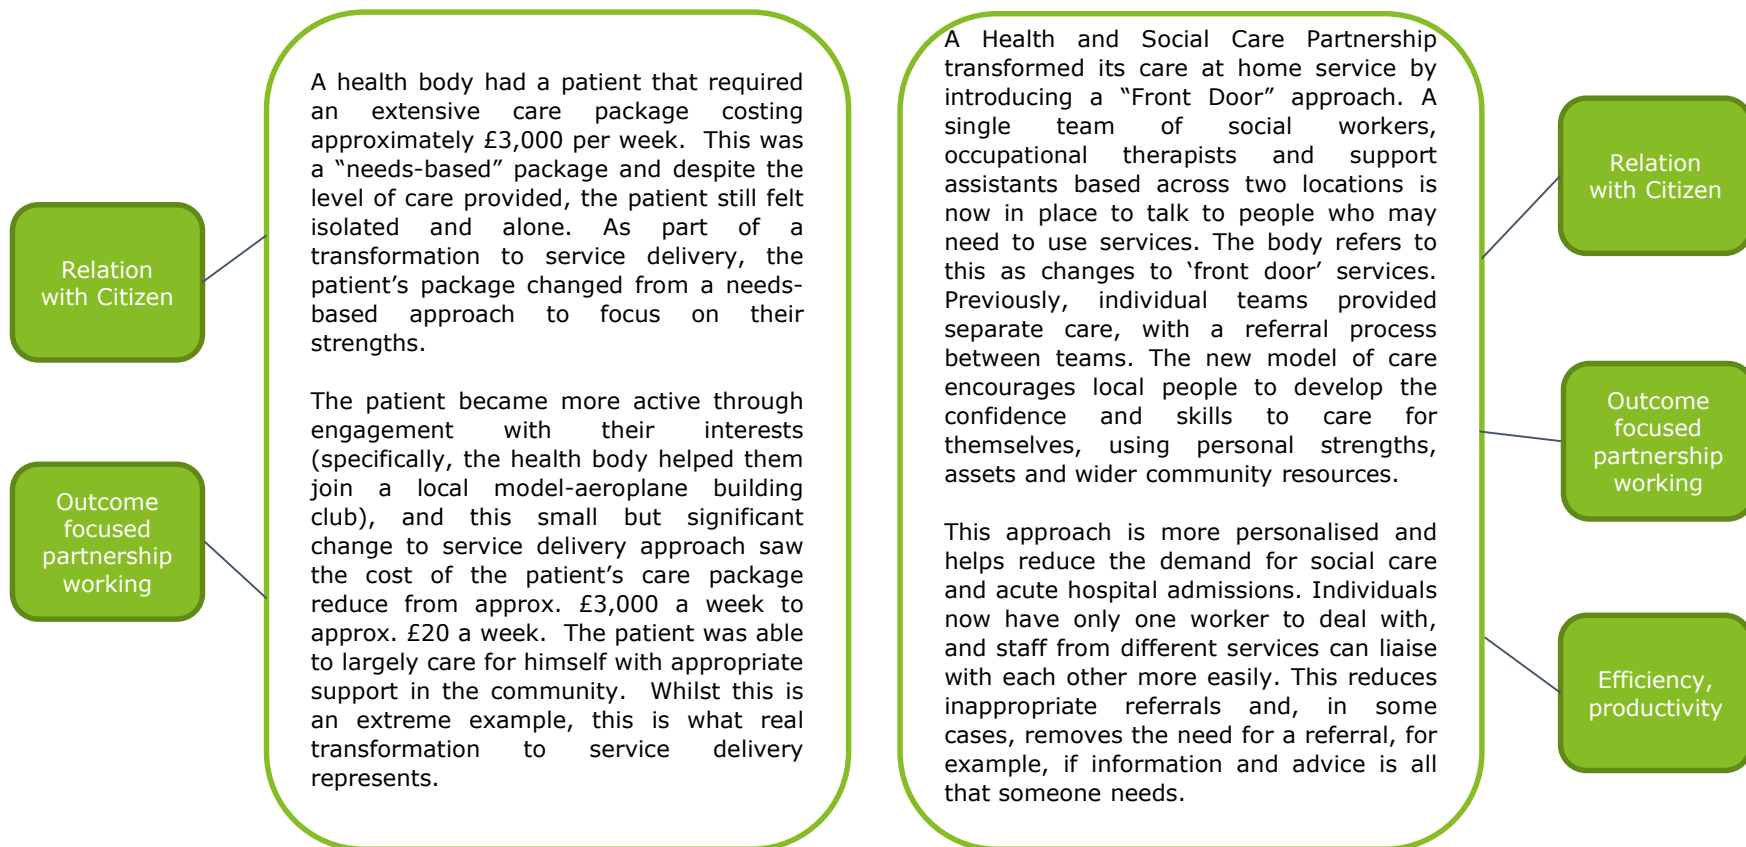 Relation
with Citizen
Outcome
focused
partnership
working
A health body had a patient that required
an extensive care package costing
approximately £3,000 per week. This was
a “needs-based” package and despite the
level of care provided, the patient still felt
isolated and alone. As part of a
transformation to service delivery, the
patient’s package changed from a needs-
based approach to focus on their
strengths.
The patient became more active through
engagement with their interests
(specifically, the health body helped them
join a local model-aeroplane building
club), and this small but significant
change to service delivery approach saw
the cost of the patient’s care package
reduce from approx. £3,000 a week to
approx. £20 a week. The patient was able
to largely care for himself with appropriate
support in the community. Whilst this is
an extreme example, this is what real
transformation to service delivery
represents.
A Health and Social Care Partnership
transformed its care at home service by
introducing a “Front Door” approach. A
single team of social workers,
occupational therapists and support
assistants based across two locations is
now in place to talk to people who may
need to use services. The body refers to
this as changes to ‘front door’ services.
Previously, individual teams provided
separate care, with a referral process
between teams. The new model of care
encourages local people to develop the
confidence and skills to care for
themselves, using personal strengths,
assets and wider community resources.
This approach is more personalised and
helps reduce the demand for social care
and acute hospital admissions. Individuals
now have only one worker to deal with,
and staff from different services can liaise
with each other more easily. This reduces
inappropriate referrals and, in some
cases, removes the need for a referral, for
example, if information and advice is all
that someone needs.
Relation
with Citizen
Outcome
focused
partnership
working
Efficiency,
productivity